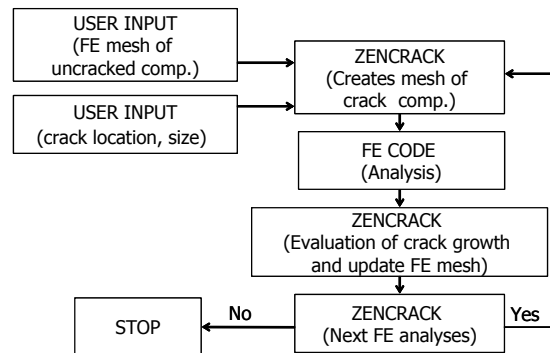 USER INPUT
(FE mesh of
uncracked comp.)
USER INPUT
(crack location, size)
ZENCRACK
(Creates mesh of
crack comp.)
FE CODE
(Analysis)
ZENCRACK
(Evaluation of crack growth
and update FE mesh)
ZENCRACK
(Next FE analyses)
No
Yes
STOP